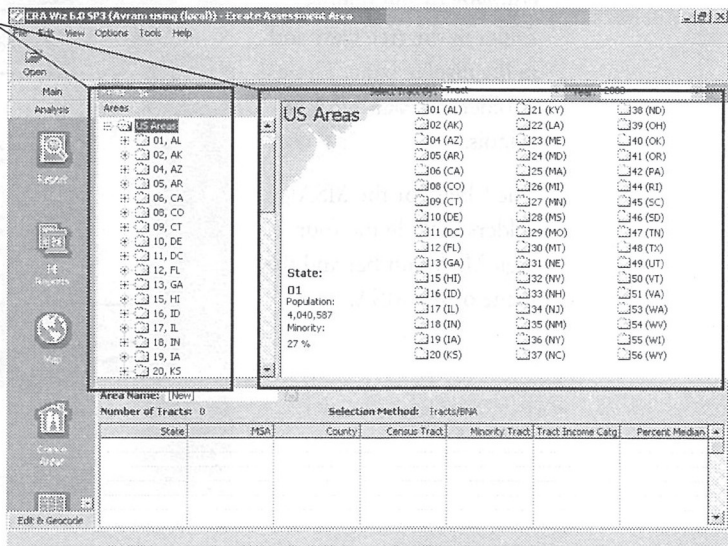 CRA Wiz 6.0 SP3 (Avram using (local)) - Create Assessment Area
File Edit View Options Tools Help
Open
Main
Analysis
Report
Reports
Map
Create
Areas
Edit & Geocode
Select Tract By: Tract Year: 2000
Areas
US Areas
01, AL
02, AK
04, AZ
05, AR
06, CA
08, CO
09, CT
10, DE
11, DC
12, FL
13, GA
15, HI
16, ID
17, IL
18, IN
19, IA
20, KS
US Areas
State:
01
Population:
4,040,587
Minority:
27 %
01 (AL)
02 (AK)
04 (AZ)
05 (AR)
06 (CA)
08 (CO)
09 (CT)
10 (DE)
11 (DC)
12 (FL)
13 (GA)
15 (HI)
16 (ID)
17 (IL)
18 (IN)
19 (IA)
20 (KS)
21 (KY)
22 (LA)
23 (ME)
24 (MD)
25 (MA)
26 (MI)
27 (MN)
28 (MS)
29 (MO)
30 (MT)
31 (NE)
32 (NV)
33 (NH)
34 (NJ)
35 (NM)
36 (NY)
37 (NC)
38 (ND)
39 (OH)
40 (OK)
41 (OR)
42 (PA)
44 (RI)
45 (SC)
46 (SD)
47 (TN)
48 (TX)
49 (UT)
50 (VT)
51 (VA)
53 (WA)
54 (WV)
55 (WI)
56 (WY)
Area Name: [New]
Number of Tracts: 0 Selection Method: Tracts/BNA
State MSA County Census Tract Minority Tract Tract Income Catg Percent Median